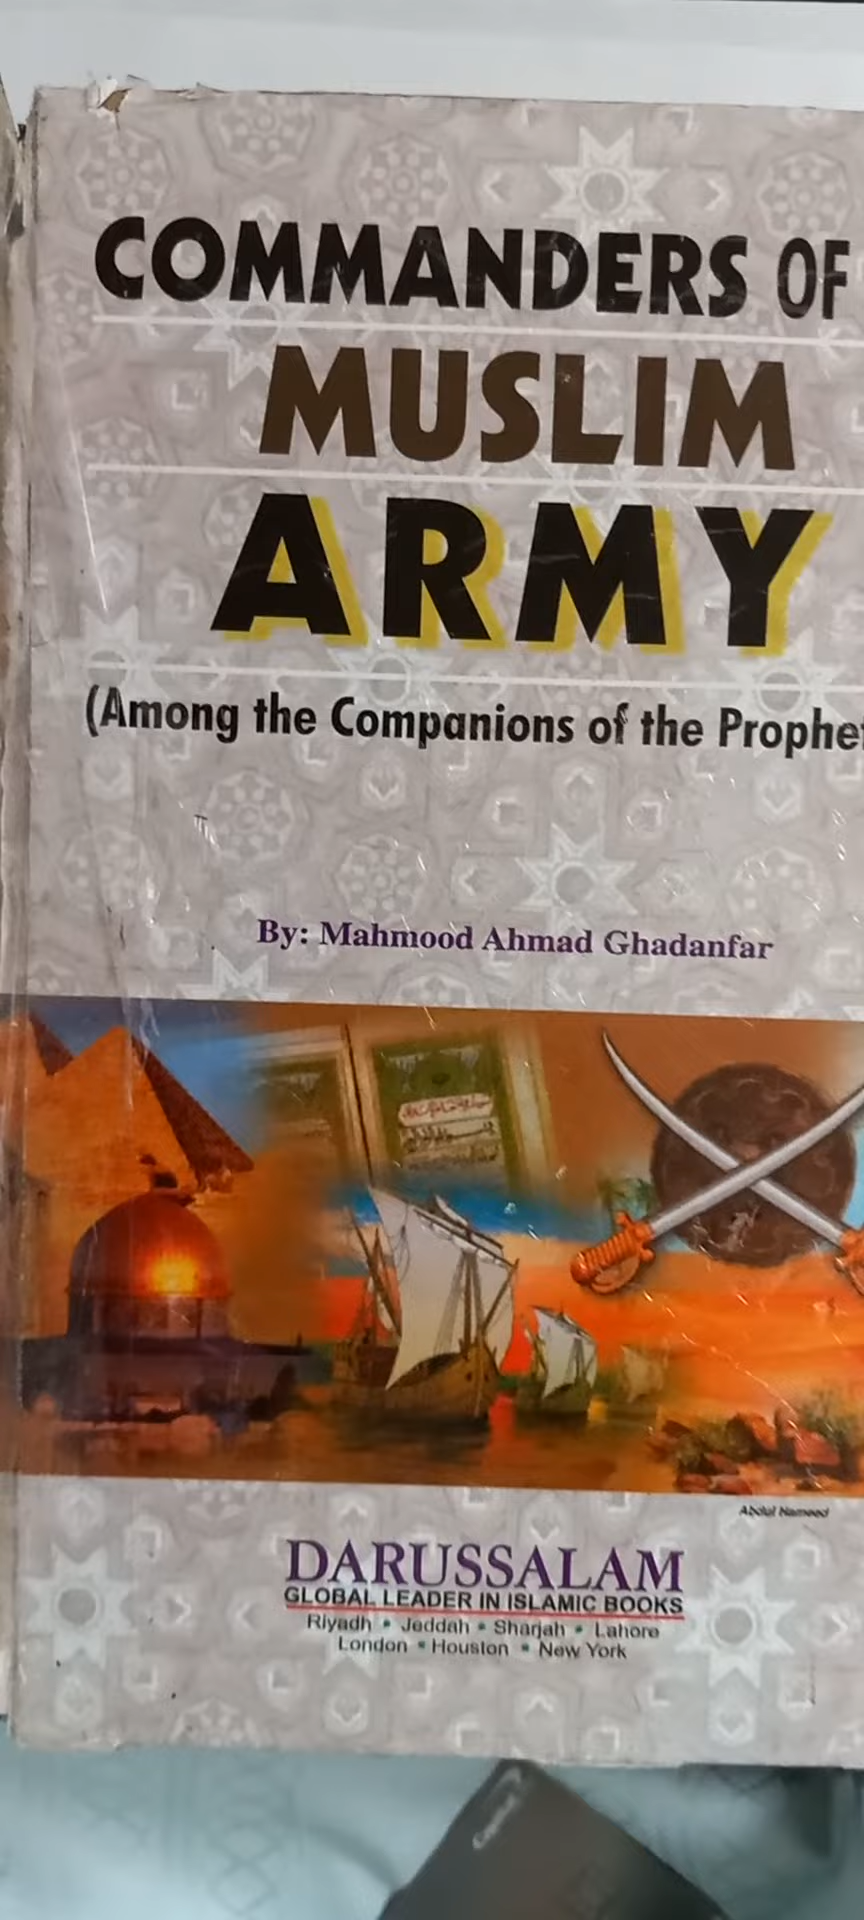 COMMANDERS OF
MUSLIM
ARMY
(Among the Companions of the Prophet
By: Mahmood Ahmad Ghadanfar
Abdul Hameed
DARUSSALAM
GLOBAL LEADER IN ISLAMIC BOOKS
Riyadh • Jeddah • Sharjah • Lahore
London • Houston • New York